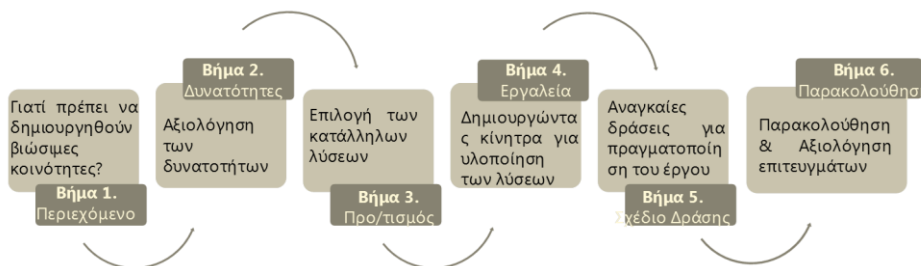 Γιατί πρέπει να
δημιουργηθούν
βιώσιμες
κοινότητες?
Βήμα 1.
Περιεχόμενο
Βήμα 2.
Δυνατότητες
Αξιολόγηση
των
δυνατοτήτων
Επιλογή των
κατάλληλων
λύσεων
Βήμα 3.
Προ/τισμός
Βήμα 4.
Εργαλεία
Δημιουργώντα
ς κίνητρα για
υλοποίηση
των λύσεων
Αναγκαίες
δράσεις για
πραγματοποί
ηση του έργου
Βήμα 5.
Σχέδιο Δράσης
Βήμα 6.
Παρακολούθησ
Παρακολούθηση
& Αξιολόγηση
επιτευγμάτων